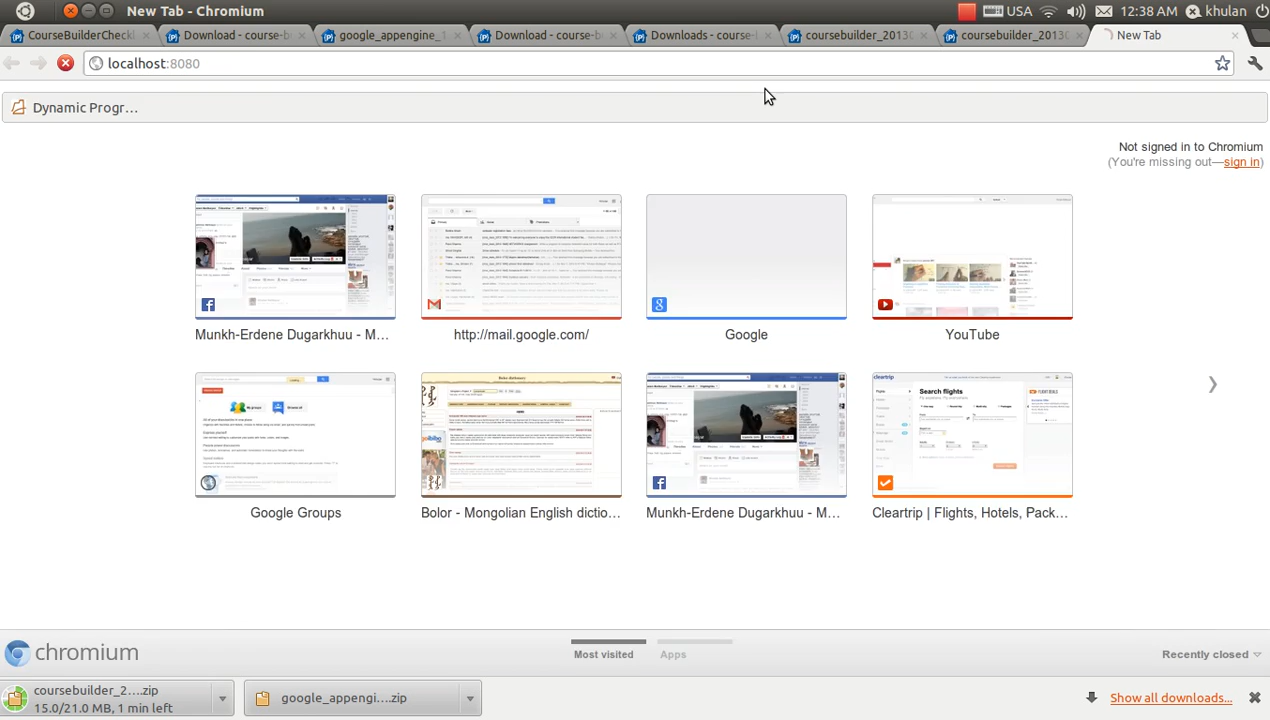 New Tab - Chromium
USA
12:38 AM
khulan
CourseBuilderCheckl
Download - course-b
google_appengine_1
Download - course-b
Downloads - course-
coursebuilder_2013
coursebuilder_2013
New Tab
localhost:8080
Dynamic Progr...
Not signed in to Chromium
(You're missing out—sign in)
Munkh-Erdene Dugarkhuu - M...
http://mail.google.com/
Google
YouTube
cleartrip
Search flights
Google Groups
Bolor - Mongolian English dictio...
Munkh-Erdene Dugarkhuu - M...
Cleartrip | Flights, Hotels, Pack...
chromium
Most visited
Apps
Recently closed
coursebuilder_2....zip
15.0/21.0 MB, 1 min left
google_appengi....zip
Show all downloads...